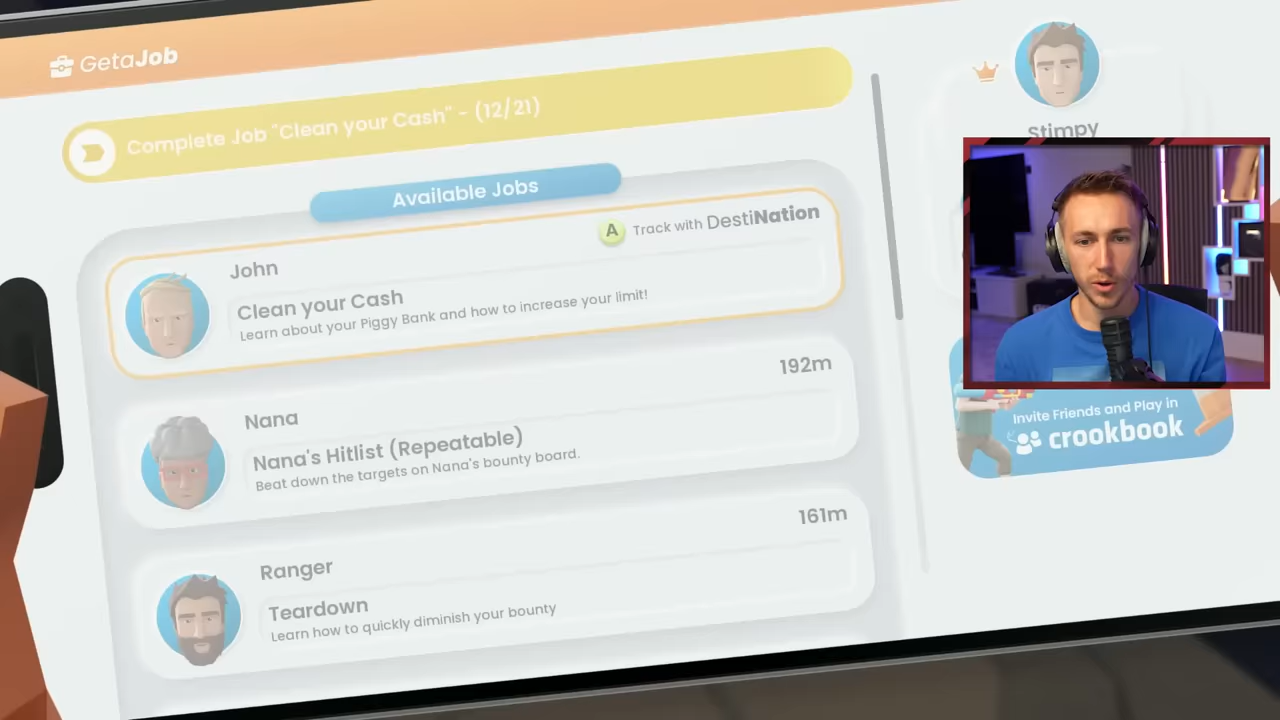 GetaJob
Complete Job "Clean your Cash" - (12/21)
Available Jobs
A Track with DestiNation
John
Clean your Cash
Learn about your Piggy Bank and how to increase your limit!
192m
Nana
Nana's Hitlist (Repeatable)
Beat down the targets on Nana's bounty board.
161m
Ranger
Teardown
Learn how to quickly diminish your bounty
Stimpy
Invite Friends and Play in
crookbook